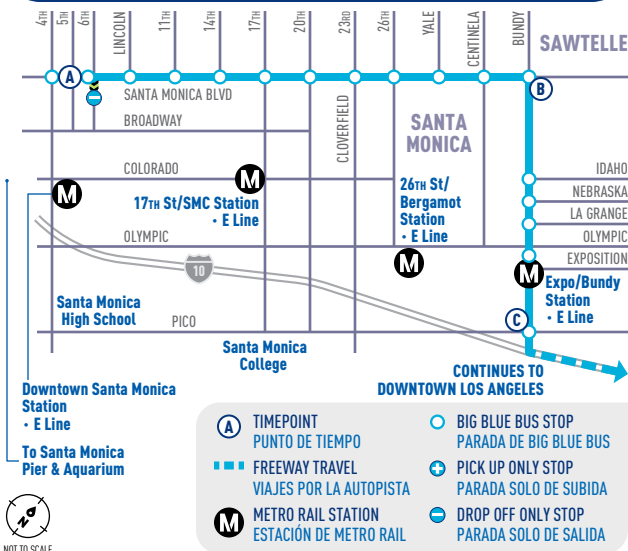 4TH
5TH
6TH
LINCOLN
11TH
14TH
17TH
20TH
23RD
26TH
YALE
CENTINELA
BUNDY
SAWTELLE
A
B
SANTA MONICA BLVD
BROADWAY
CLOVERFIELD
SANTA
MONICA
COLORADO
IDAHO
M
17TH St/SMC Station
• E Line
M
26TH St/
Bergamot
Station
• E Line
NEBRASKA
LA GRANGE
OLYMPIC
OLYMPIC
EXPOSITION
10
M
M
Expo/Bundy
Station
• E Line
Santa Monica
High School
PICO
C
Santa Monica
College
CONTINUES TO
DOWNTOWN LOS ANGELES
Downtown Santa Monica
Station
• E Line
To Santa Monica
Pier & Aquarium
N
NOT TO SCALE
A TIMEPOINT
PUNTO DE TIEMPO
FREEWAY TRAVEL
VIAJES POR LA AUTOPISTA
M METRO RAIL STATION
ESTACIÓN DE METRO RAIL
BIG BLUE BUS STOP
PARADA DE BIG BLUE BUS
PICK UP ONLY STOP
PARADA SOLO DE SUBIDA
DROP OFF ONLY STOP
PARADA SOLO DE SALIDA